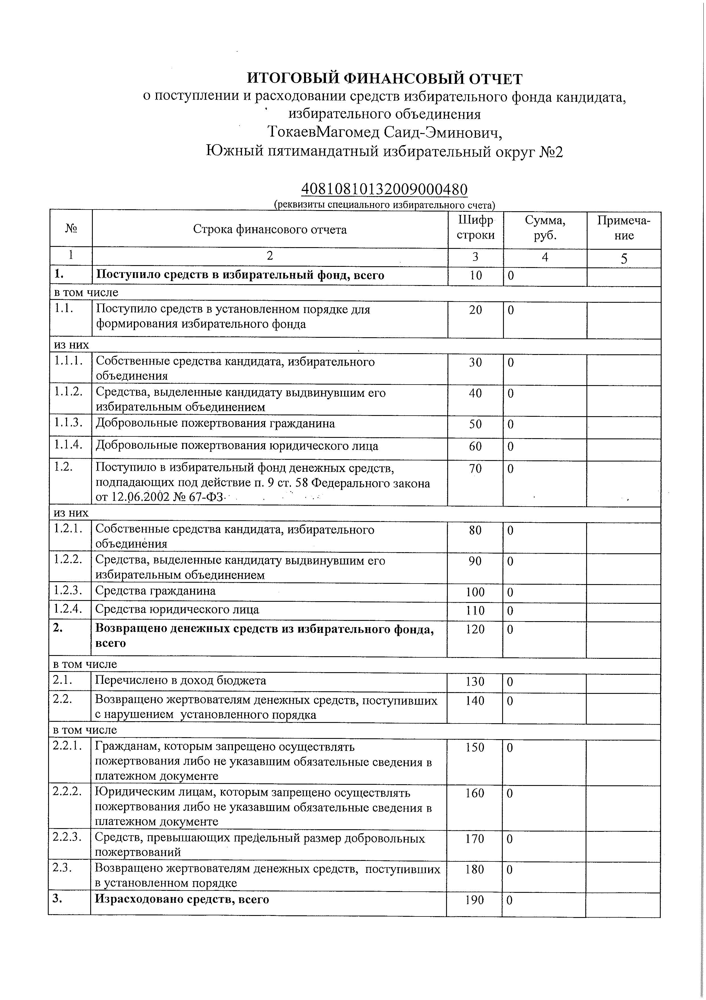 ИТОГОВЫЙ ФИНАНСОВЫЙ ОТЧЕТ
о поступлении и расходовании средств избирательного фонда кандидата,
избирательного объединения
ТокаевМагомед Саид-Эминович,
Южный пятимандатный избирательный округ №2
40810810132009000480
(реквизиты специального избирательного счета)
№ Строка финансового отчета Шифр строки Сумма, руб. Примеча-ние
1 2 3 4 5
1. Поступило средств в избирательный фонд, всего 10 0
в том числе
1.1. Поступило средств в установленном порядке для 20 0
формирования избирательного фонда
из них
1.1.1. Собственные средства кандидата, избирательного 30 0
объединения
1.1.2. Средства, выделенные кандидату выдвинувшим его 40 0
избирательным объединением
1.1.3. Добровольные пожертвования гражданина 50 0
1.1.4. Добровольные пожертвования юридического лица 60 0
1.2. Поступило в избирательный фонд денежных средств, 70 0
подпадающих под действие п. 9 ст. 58 Федерального закона
от 12.06.2002 № 67-ФЗ
из них
1.2.1. Собственные средства кандидата, избирательного 80 0
объединения
1.2.2. Средства, выделенные кандидату выдвинувшим его 90 0
избирательным объединением
1.2.3. Средства гражданина 100 0
1.2.4. Средства юридического лица 110 0
2. Возвращено денежных средств из избирательного фонда, 120 0
всего
в том числе
2.1. Перечислено в доход бюджета 130 0
2.2. Возвращено жертвователям денежных средств, поступивших 140 0
с нарушением установленного порядка
в том числе
2.2.1. Гражданам, которым запрещено осуществлять 150 0
пожертвования либо не указавшим обязательные сведения в
платежном документе
2.2.2. Юридическим лицам, которым запрещено осуществлять 160 0
пожертвования либо не указавшим обязательные сведения в
платежном документе
2.2.3. Средств, превышающих предельный размер добровольных 170 0
пожертвований
2.3. Возвращено жертвователям денежных средств, поступивших 180 0
в установленном порядке
3. Израсходовано средств, всего 190 0